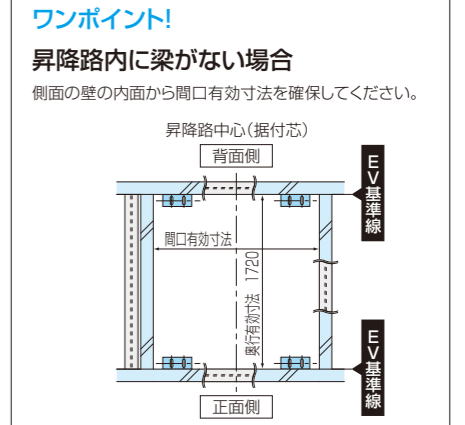 ワンポイント!
昇降路内に梁がない場合
側面の壁の内面から間口有効寸法を確保してください。
昇降路中心(据付芯)
背面側
EV基準線
間口有効寸法
奥行有効寸法 1720
EV基準線
正面側